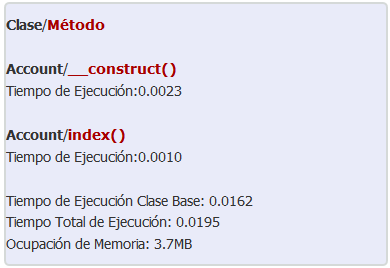 Clase/Método
Account/__construct()
Tiempo de Ejecución:0.0023
Account/index()
Tiempo de Ejecución:0.0010
Tiempo de Ejecución Clase Base: 0.0162
Tiempo Total de Ejecución: 0.0195
Ocupación de Memoria: 3.7MB